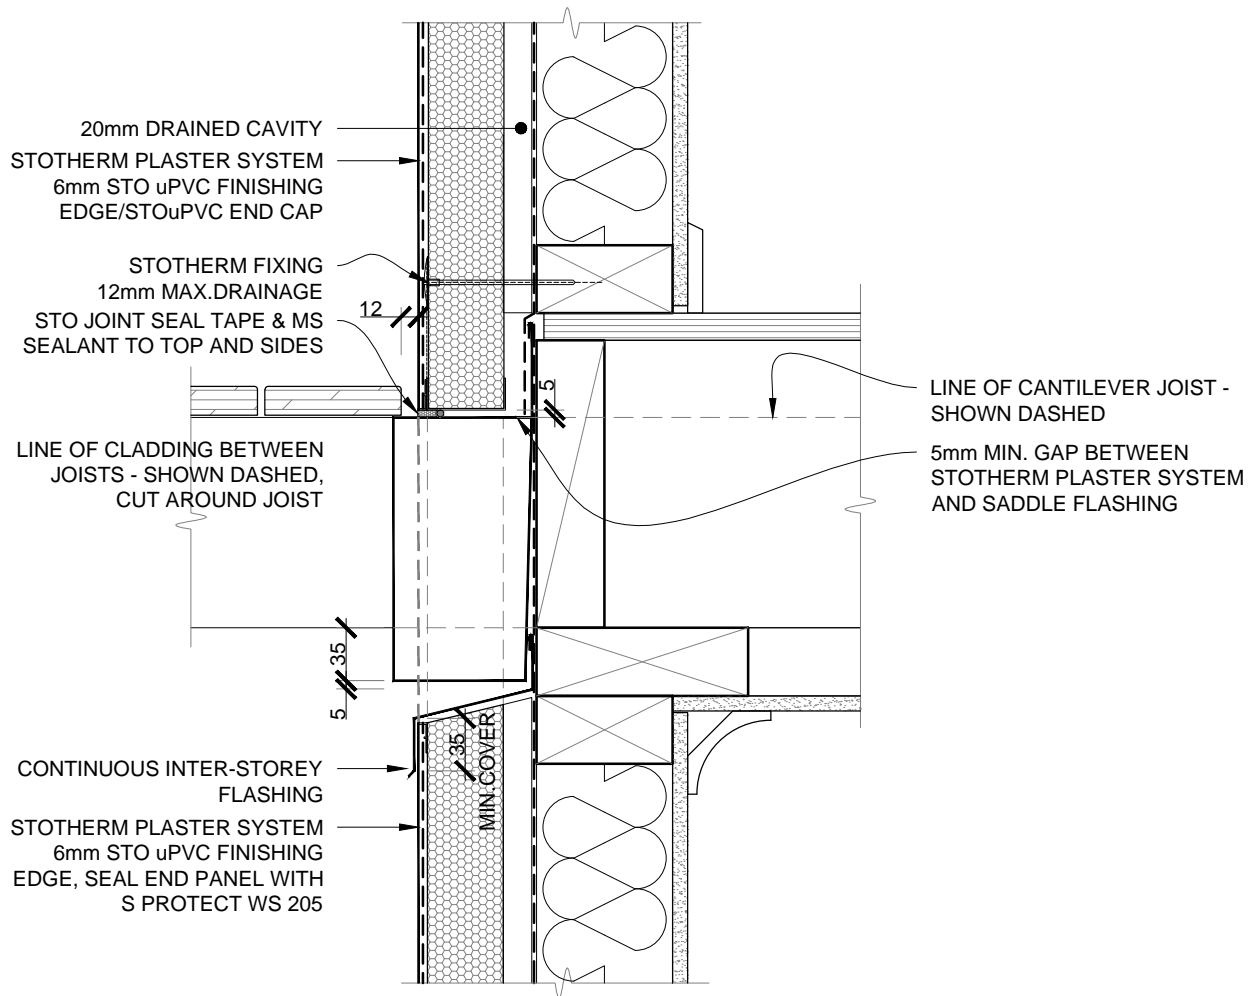 20mm DRAINED CAVITY
STOTHERM PLASTER SYSTEM
6mm STO uPVC FINISHING
EDGE/STOuPVC END CAP
STOTHERM FIXING
12mm MAX.DRAINAGE
STO JOINT SEAL TAPE & MS
SEALANT TO TOP AND SIDES
12
5
LINE OF CANTILEVER JOIST -
SHOWN DASHED
LINE OF CLADDING BETWEEN
JOISTS - SHOWN DASHED,
CUT AROUND JOIST
5mm MIN. GAP BETWEEN
STOTHERM PLASTER SYSTEM
AND SADDLE FLASHING
35
5
35
MIN.COVER
CONTINUOUS INTER-STOREY
FLASHING
STOTHERM PLASTER SYSTEM
6mm STO uPVC FINISHING
EDGE, SEAL END PANEL WITH
S PROTECT WS 205